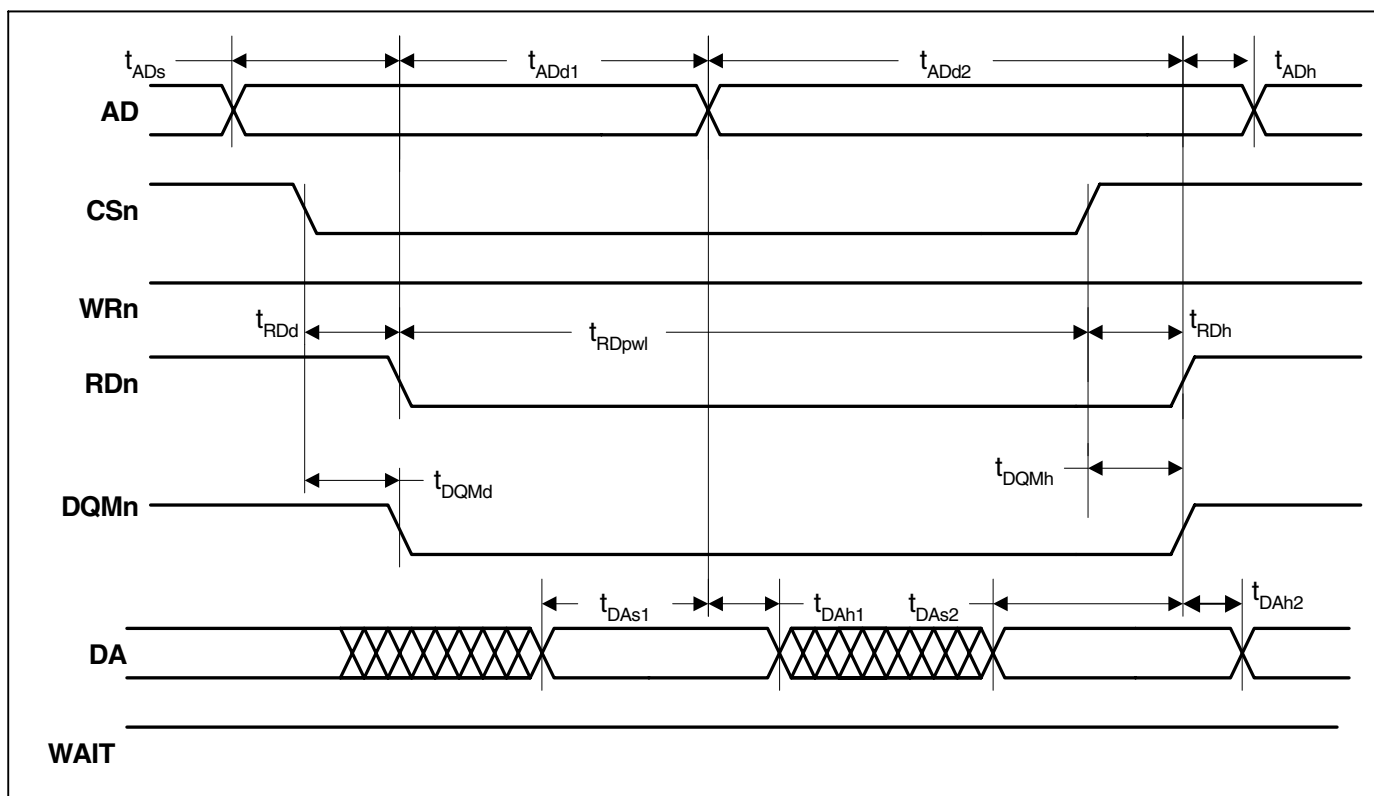 tADs
tADd1
tADd2
tADh
AD
CSn
WRn
tRDd
tRDpwl
tRDh
RDn
tDQMd
tDQMh
DQMn
tDAs1
tDAh1
tDAs2
tDAh2
DA
WAIT